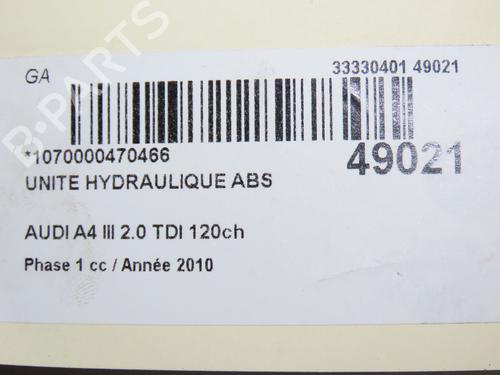 GA
33330401 49021
*1070000470466
49021
UNITE HYDRAULIQUE ABS
AUDI A4 III 2.0 TDI 120ch
Phase 1 cc / Année 2010
B-PARTS